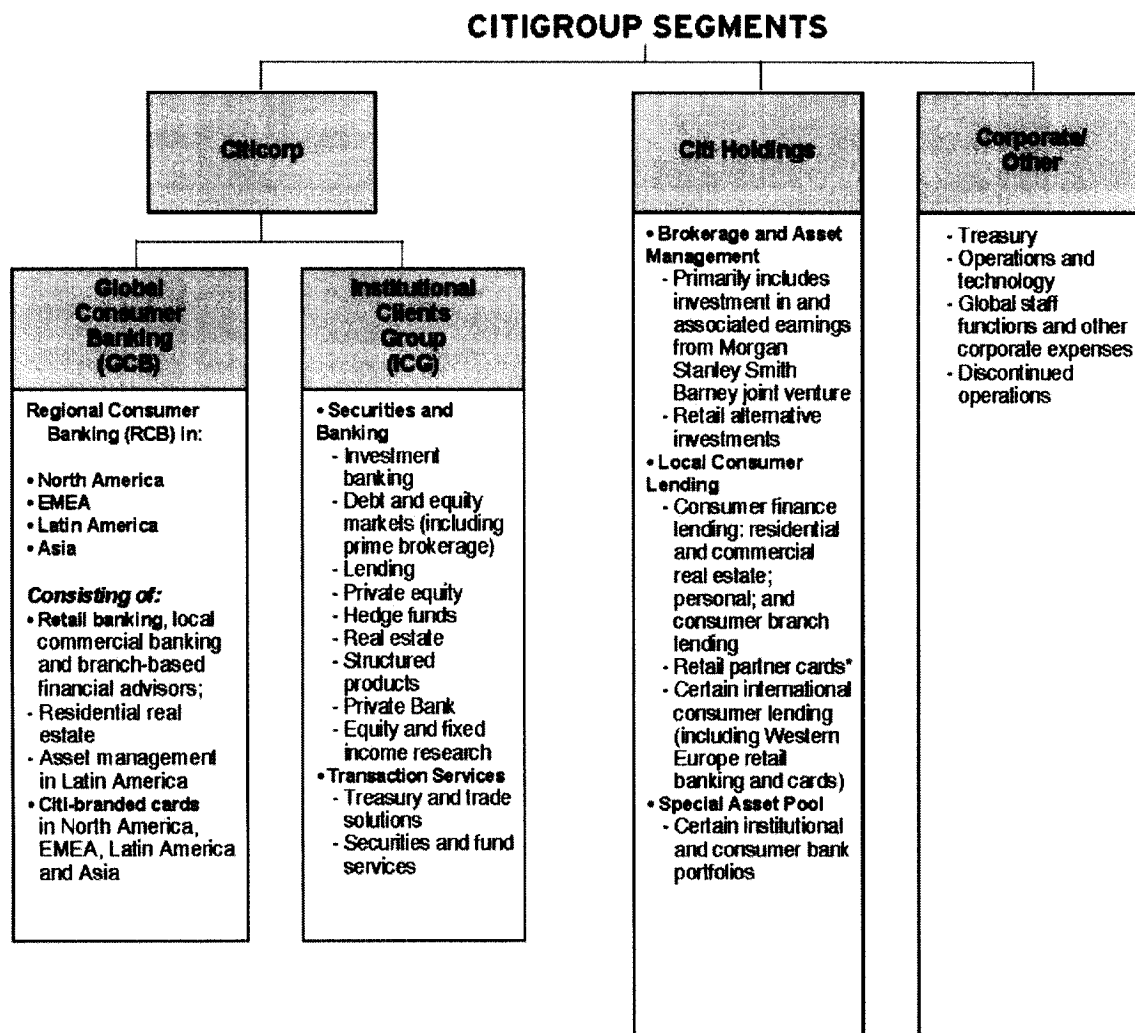 CITIGROUP SEGMENTS
Citicorp
Global
Consumer
Banking
(GCB)
Regional Consumer
Banking (RCB) in:
• North America
• EMEA
• Latin America
• Asia
Consisting of:
• Retail banking, local
commercial banking
and branch-based
financial advisors;
- Residential real
estate
- Asset management
in Latin America
• Citi-branded cards
in North America,
EMEA, Latin America
and Asia
Institutional
Clients
Group
(ICG)
• Securities and
Banking
- Investment
banking
- Debt and equity
markets (including
prime brokerage)
- Lending
- Private equity
- Hedge funds
- Real estate
- Structured
products
- Private Bank
- Equity and fixed
income research
• Transaction Services
- Treasury and trade
solutions
- Securities and fund
services
Citi Holdings
• Brokerage and Asset
Management
- Primarily includes
investment in and
associated earnings
from Morgan
Stanley Smith
Barney joint venture
- Retail alternative
investments
• Local Consumer
Lending
- Consumer finance
lending: residential
and commercial
real estate;
personal; and
consumer branch
lending
- Retail partner cards*
- Certain international
consumer lending
(including Western
Europe retail
banking and cards)
• Special Asset Pool
- Certain institutional
and consumer bank
portfolios
Corporate/
Other
- Treasury
- Operations and
technology
- Global staff
functions and other
corporate expenses
- Discontinued
operations